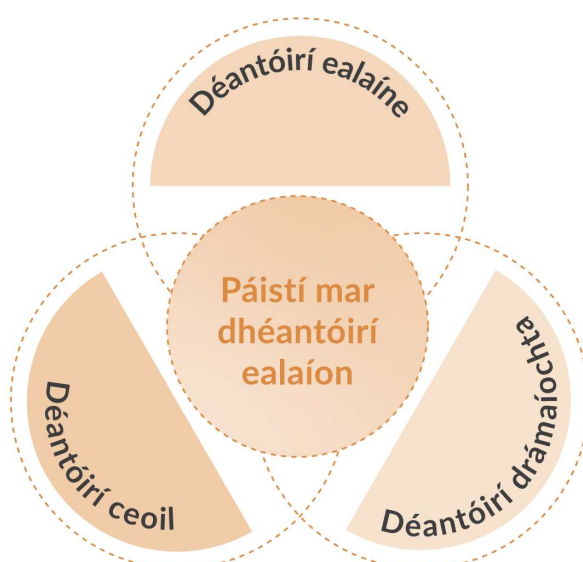 Déantóirí ealaíne
Páistí mar
dhéantóirí
ealaíon
Déantóirí ceoil
Déantóirí drámaíochta